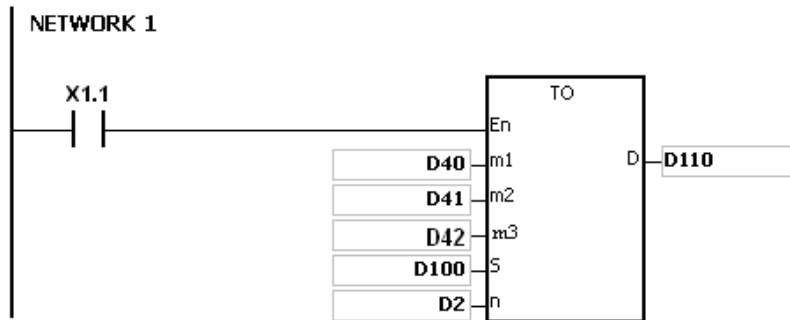 NETWORK 1
X1.1
TO
En
D40 m1 D D110
D41 m2
D42 m3
D100 S
D2 n